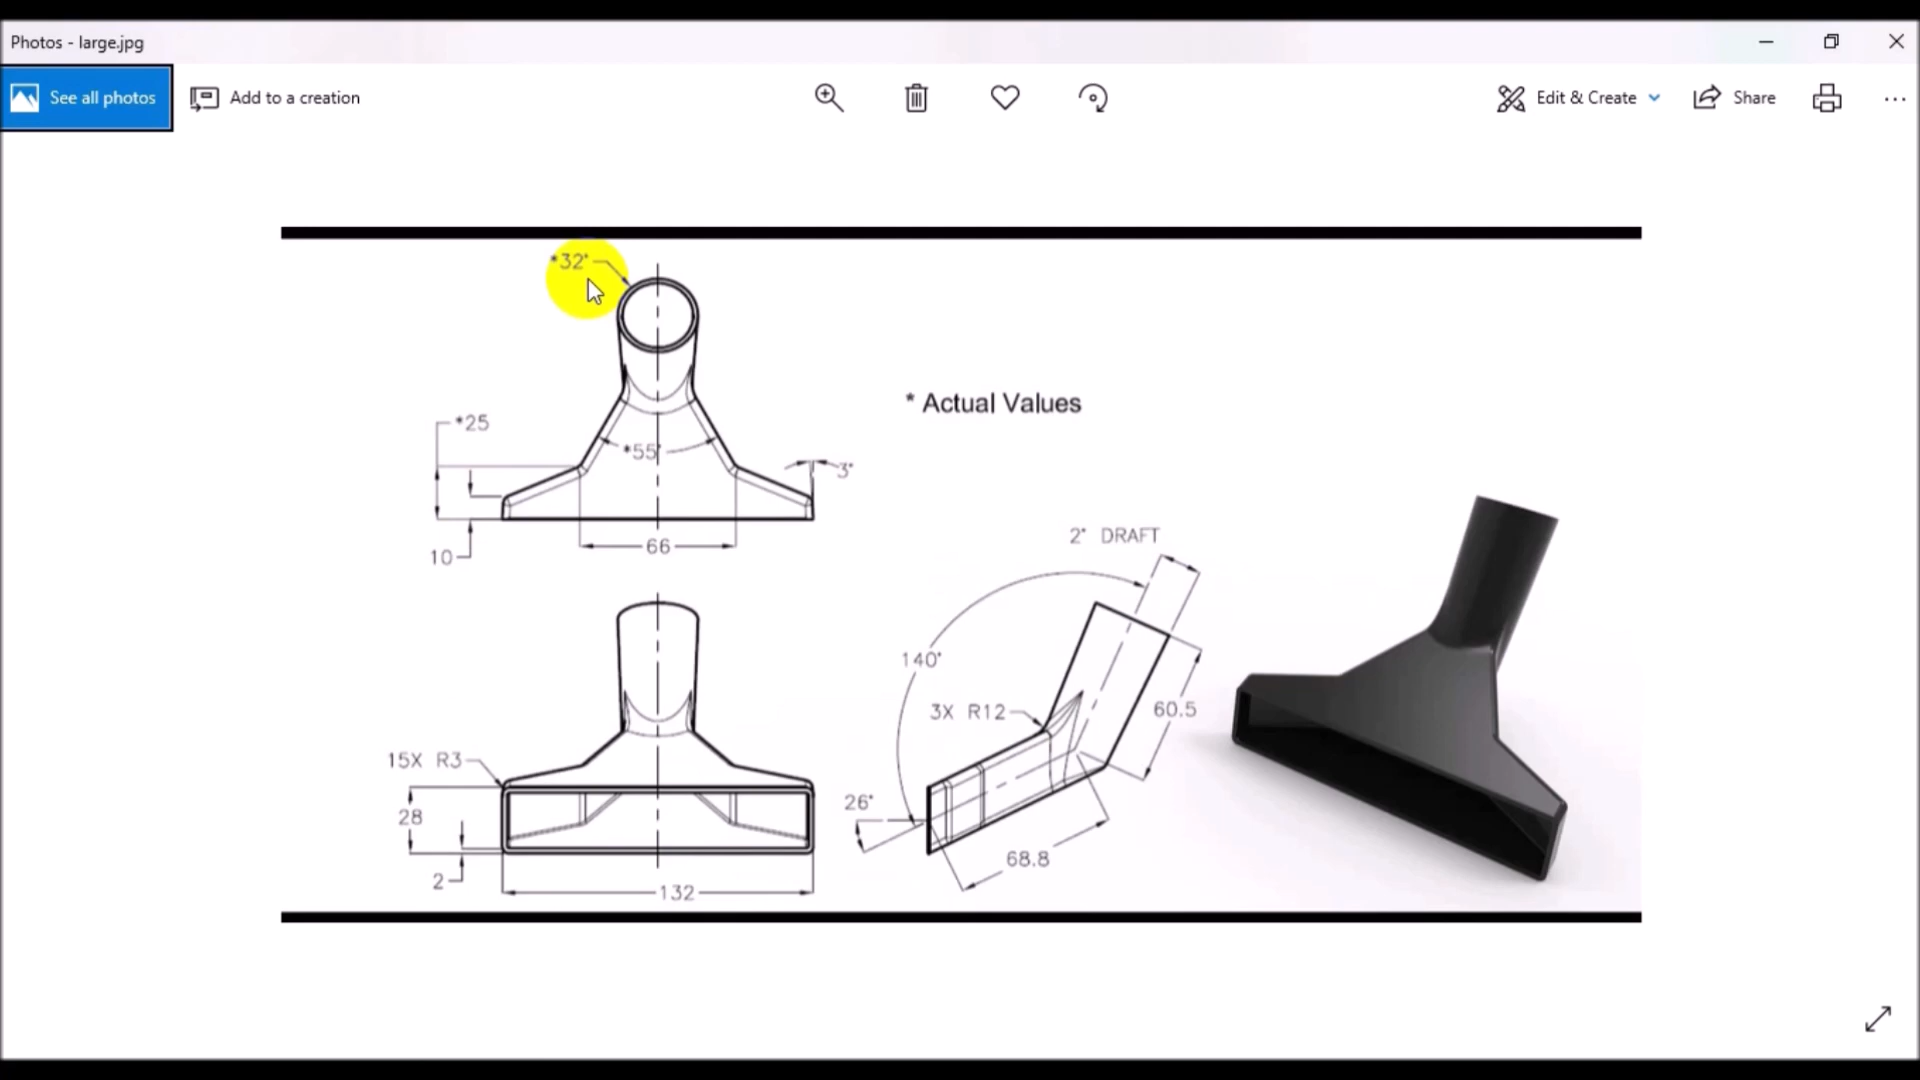 Photos - large.jpg
See all photos
Add to a creation
Edit & Create
Share
*32°
*25
*55°
3°
* Actual Values
66
10
2° DRAFT
140°
3X R12
60.5
15X R3
28
26°
68.8
2
132